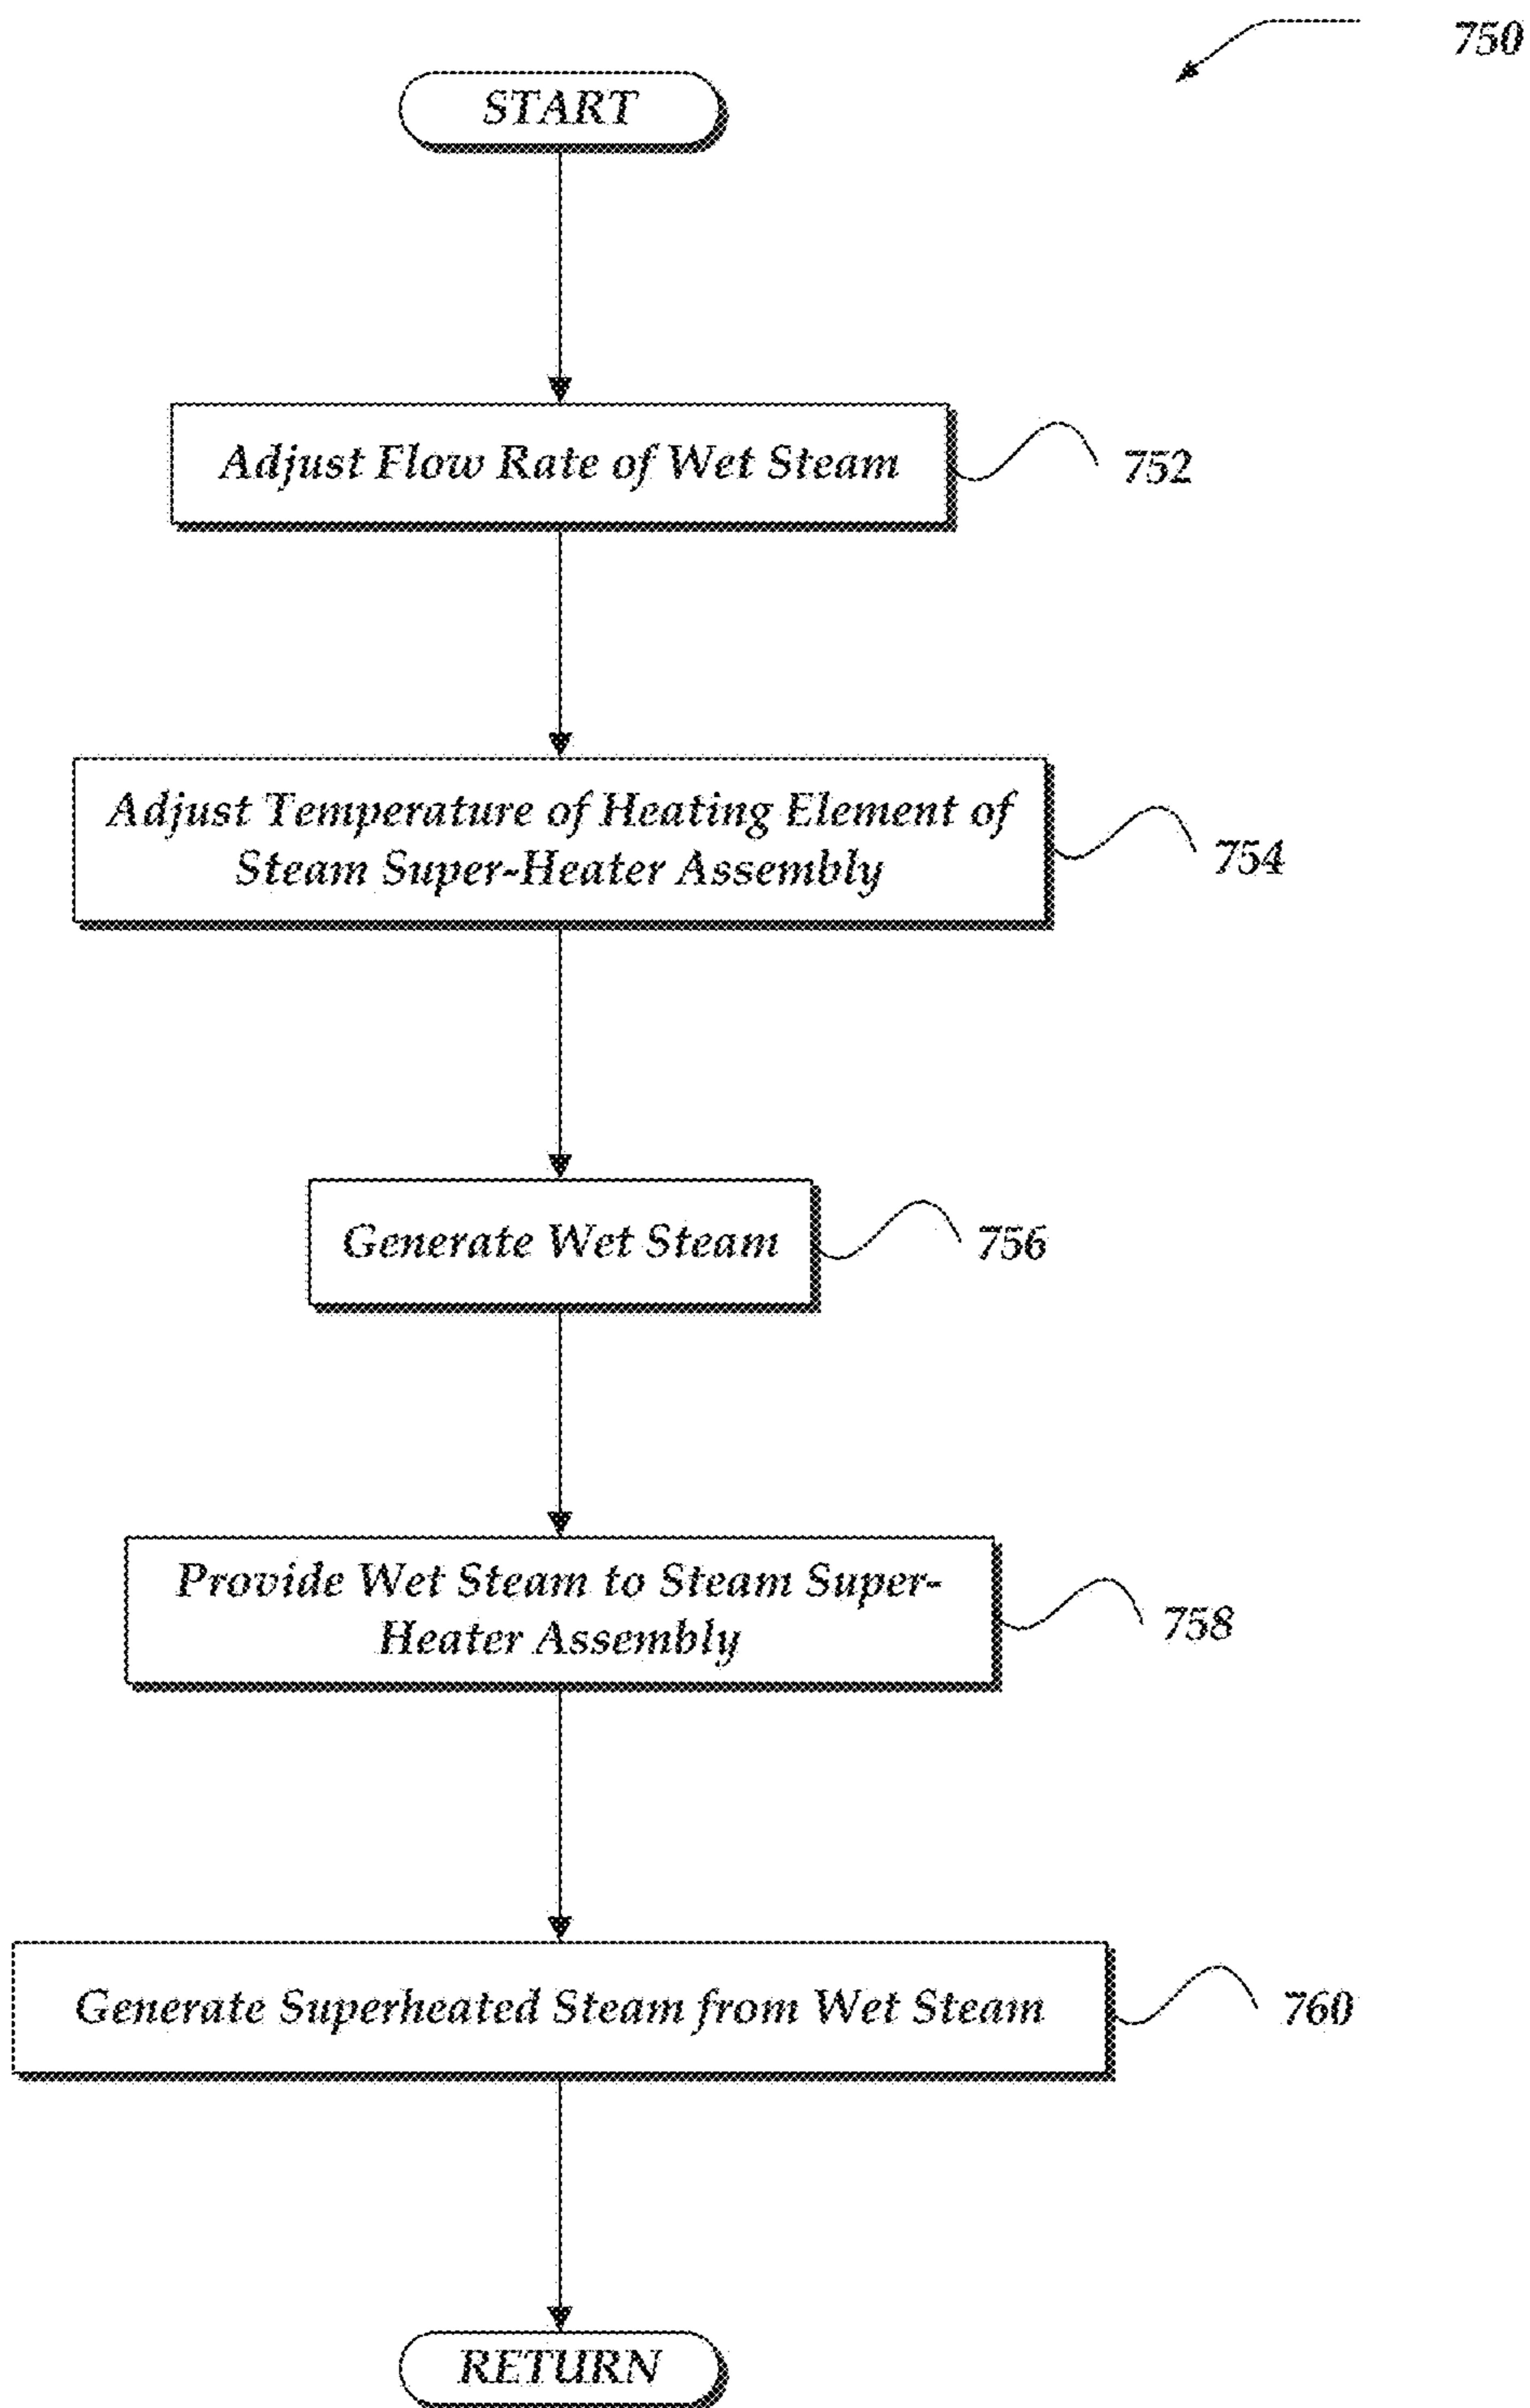 750
START
Adjust Flow Rate of Wet Steam
752
Adjust Temperature of Heating Element of
Steam Super-Heater Assembly
754
Generate Wet Steam
756
Provide Wet Steam to Steam Super-
Heater Assembly
758
Generate Superheated Steam from Wet Steam
760
RETURN